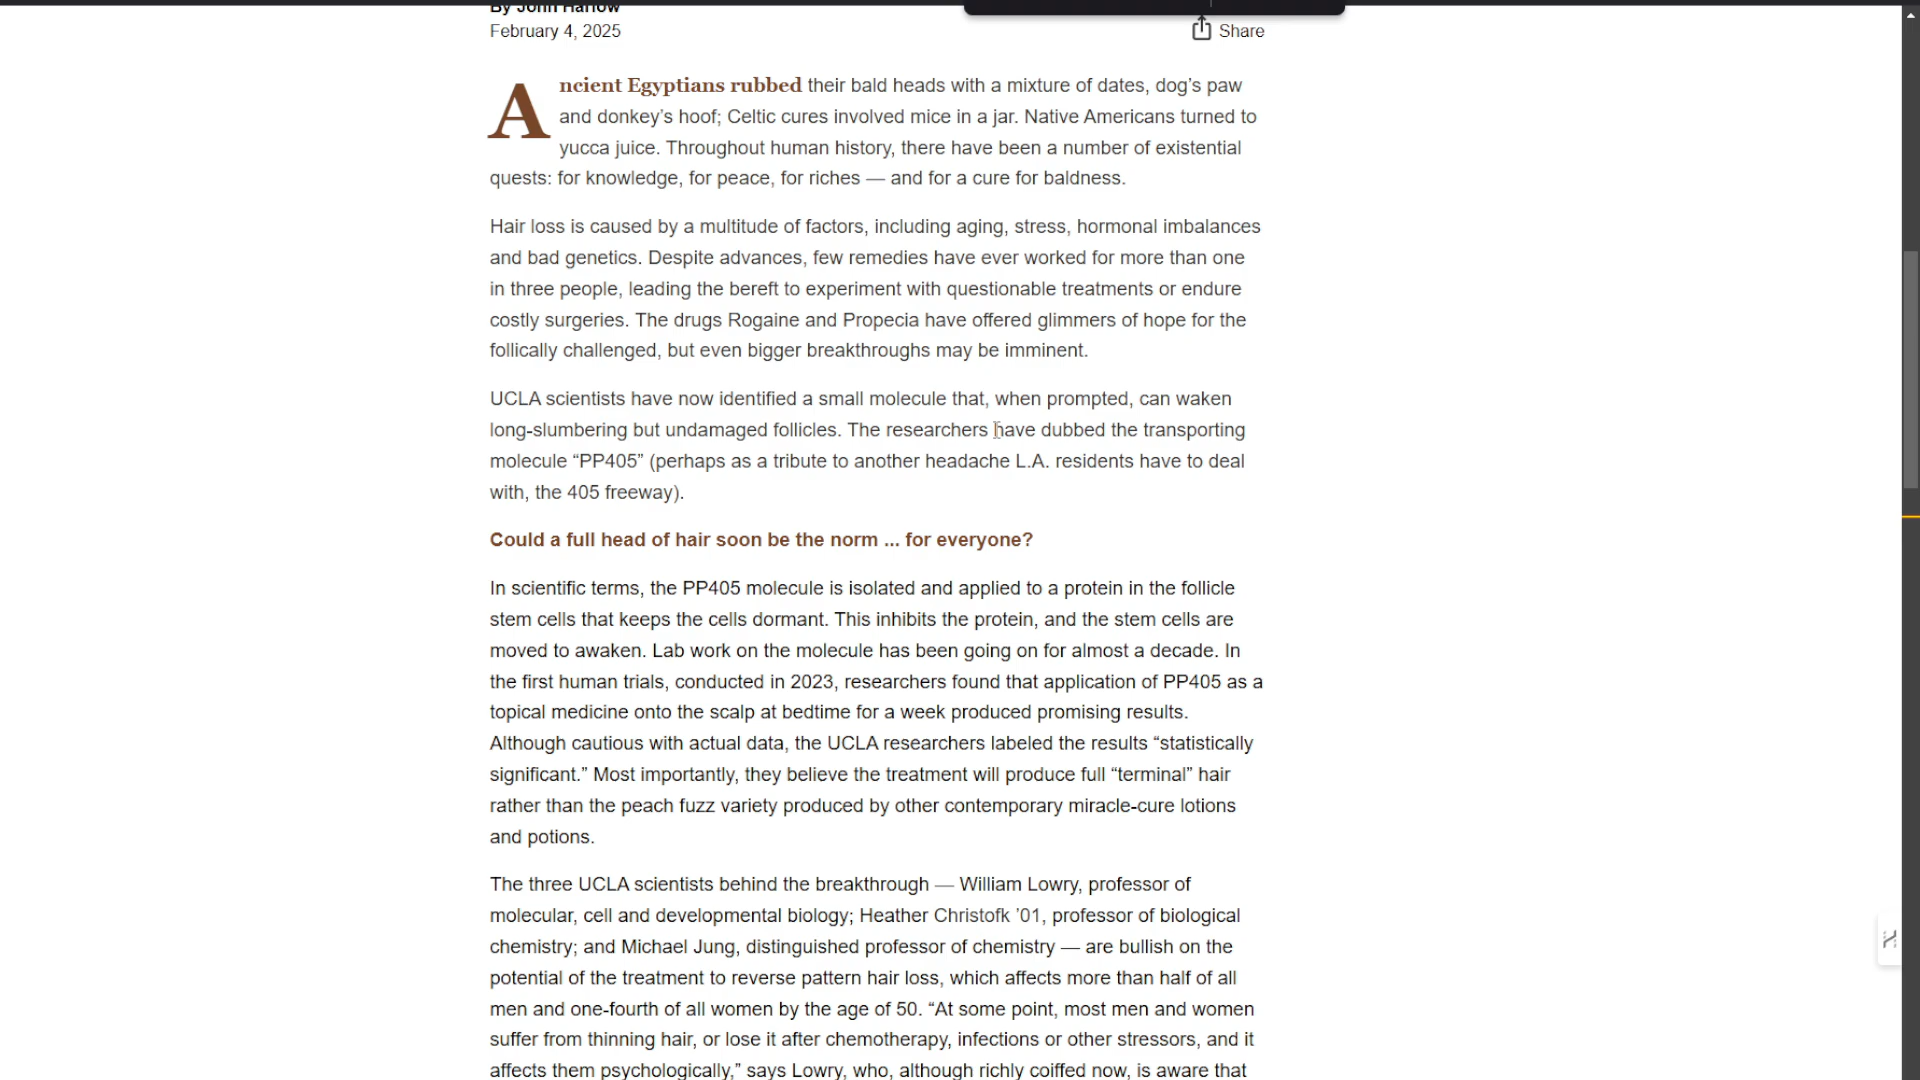 By John Harlow
February 4, 2025
Share
Ancient Egyptians rubbed their bald heads with a mixture of dates, dog’s paw
and donkey’s hoof; Celtic cures involved mice in a jar. Native Americans turned to
yucca juice. Throughout human history, there have been a number of existential
quests: for knowledge, for peace, for riches — and for a cure for baldness.
Hair loss is caused by a multitude of factors, including aging, stress, hormonal imbalances
and bad genetics. Despite advances, few remedies have ever worked for more than one
in three people, leading the bereft to experiment with questionable treatments or endure
costly surgeries. The drugs Rogaine and Propecia have offered glimmers of hope for the
follically challenged, but even bigger breakthroughs may be imminent.
UCLA scientists have now identified a small molecule that, when prompted, can waken
long-slumbering but undamaged follicles. The researchers have dubbed the transporting
molecule “PP405” (perhaps as a tribute to another headache L.A. residents have to deal
with, the 405 freeway).
Could a full head of hair soon be the norm ... for everyone?
In scientific terms, the PP405 molecule is isolated and applied to a protein in the follicle
stem cells that keeps the cells dormant. This inhibits the protein, and the stem cells are
moved to awaken. Lab work on the molecule has been going on for almost a decade. In
the first human trials, conducted in 2023, researchers found that application of PP405 as a
topical medicine onto the scalp at bedtime for a week produced promising results.
Although cautious with actual data, the UCLA researchers labeled the results “statistically
significant.” Most importantly, they believe the treatment will produce full “terminal” hair
rather than the peach fuzz variety produced by other contemporary miracle-cure lotions
and potions.
The three UCLA scientists behind the breakthrough — William Lowry, professor of
molecular, cell and developmental biology; Heather Christofk ’01, professor of biological
chemistry; and Michael Jung, distinguished professor of chemistry — are bullish on the
potential of the treatment to reverse pattern hair loss, which affects more than half of all
men and one-fourth of all women by the age of 50. “At some point, most men and women
suffer from thinning hair, or lose it after chemotherapy, infections or other stressors, and it
affects them psychologically,” says Lowry, who, although richly coiffed now, is aware that